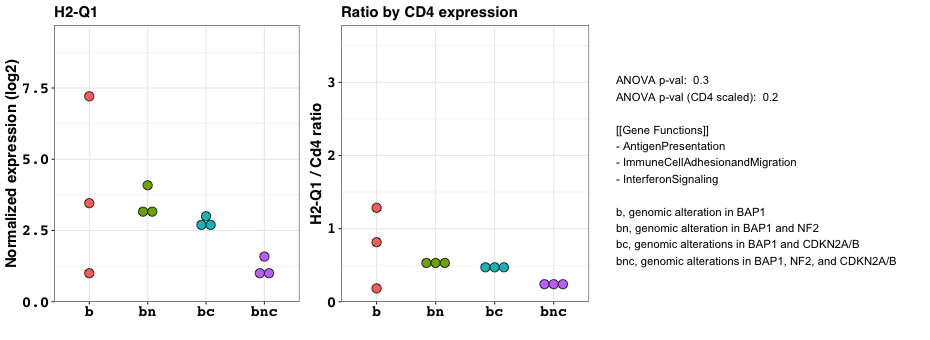 H2-Q1
Normalized expression (log2)
7.5
5.0
2.5
0.0
b bn bc bnc
Ratio by CD4 expression
H2-Q1 / Cd4 ratio
3
2
1
0
b bn bc bnc
ANOVA p-val: 0.3
ANOVA p-val (CD4 scaled): 0.2
[[Gene Functions]]
- AntigenPresentation
- ImmuneCellAdhesionandMigration
- InterferonSignaling
b, genomic alteration in BAP1
bn, genomic alteration in BAP1 and NF2
bc, genomic alterations in BAP1 and CDKN2A/B
bnc, genomic alterations in BAP1, NF2, and CDKN2A/B